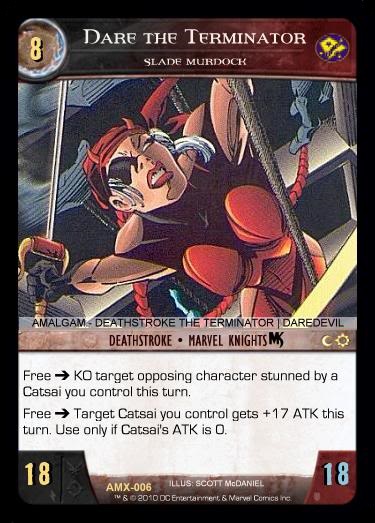 8
DARE THE TERMINATOR
SLADE MURDOCK
AMALGAM - DEATHSTROKE THE TERMINATOR | DAREDEVIL
DEATHSTROKE • MARVEL KNIGHTS MK
Free ➔ KO target opposing character stunned by a
Catsai you control this turn.
Free ➔ Target Catsai you control gets +17 ATK this
turn. Use only if Catsai's ATK is 0.
18
AMX-006 ILLUS: SCOTT McDANIEL
™ & © 2010 DC Entertainment & Marvel Comics Inc.
18